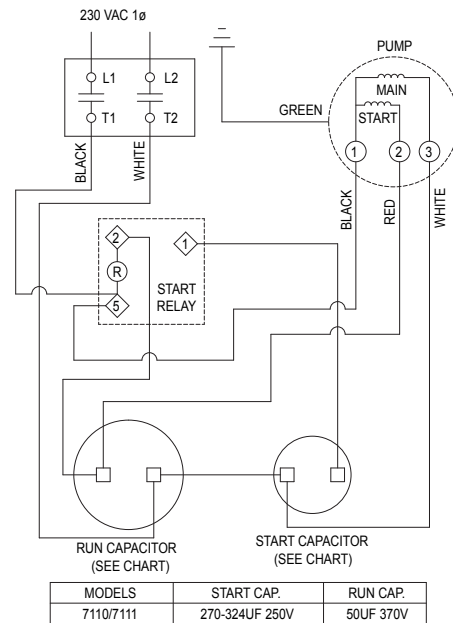 230 VAC 1ø
L1
L2
T1
T2
BLACK
WHITE
GREEN
PUMP
MAIN
START
1
2
3
BLACK
RED
WHITE
2
1
R
5
START
RELAY
RUN CAPACITOR
(SEE CHART)
START CAPACITOR
(SEE CHART)
MODELS START CAP. RUN CAP.
7110/7111 270-324UF 250V 50UF 370V